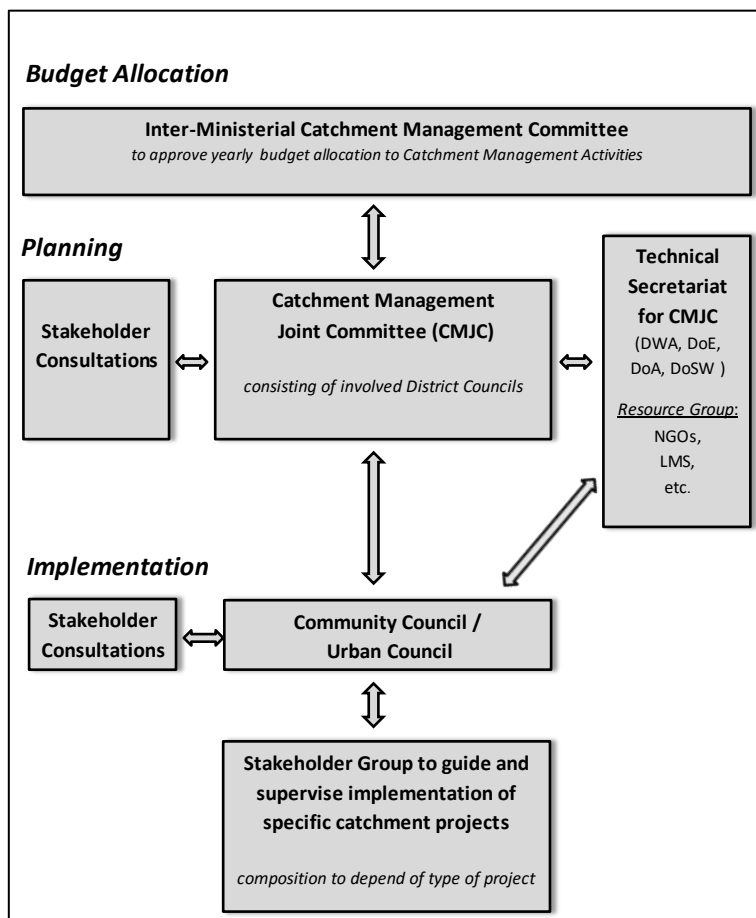 Budget Allocation
Inter-Ministerial Catchment Management Committee
to approve yearly budget allocation to Catchment Management Activities
Planning
Stakeholder
Consultations
Catchment Management
Joint Committee (CMJC)
consisting of involved District Councils
Technical
Secretariat
for CMJC
(DWA, DoE,
DoA, DoSW )
Resource Group:
NGOs,
LMS,
etc.
Implementation
Stakeholder
Consultations
Community Council /
Urban Council
Stakeholder Group to guide and
supervise implementation of
specific catchment projects
composition to depend of type of project